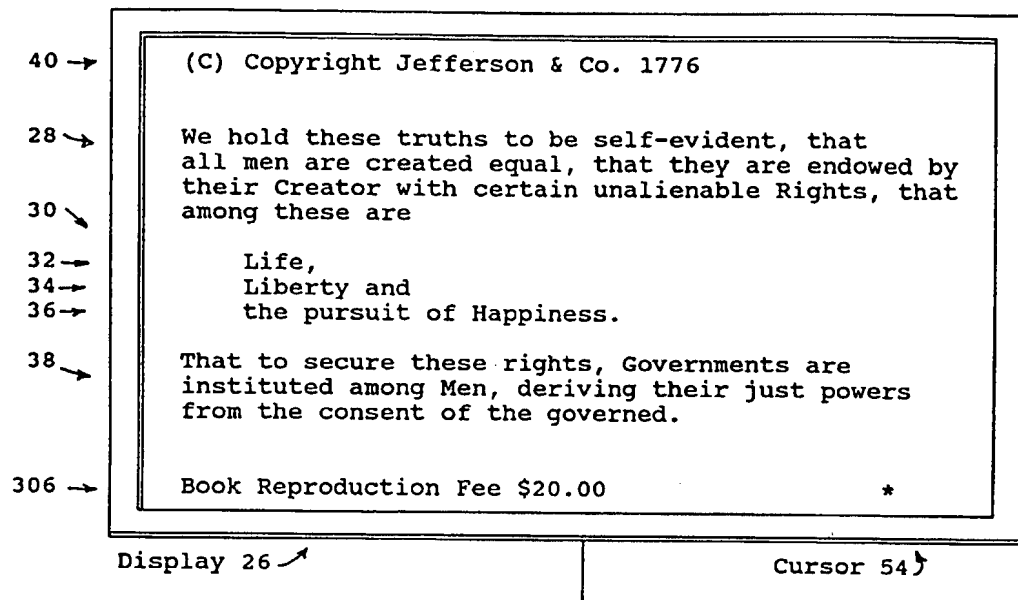 40 (C) Copyright Jefferson & Co. 1776
28 We hold these truths to be self-evident, that
all men are created equal, that they are endowed by
their Creator with certain unalienable Rights, that
30 among these are
32 Life,
34 Liberty and
36 the pursuit of Happiness.
38 That to secure these rights, Governments are
instituted among Men, deriving their just powers
from the consent of the governed.
306 Book Reproduction Fee $20.00 *
Display 26 Cursor 54